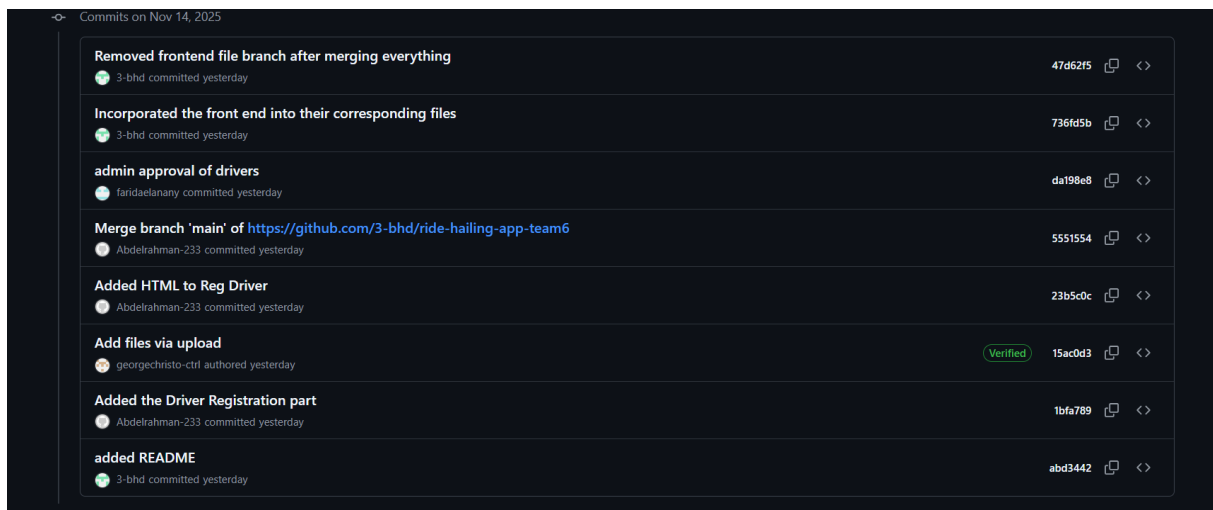 Commits on Nov 14, 2025
Removed frontend file branch after merging everything
3-bhd committed yesterday
47d62f5
Incorporated the front end into their corresponding files
3-bhd committed yesterday
736fd5b
admin approval of drivers
faridaelanany committed yesterday
da198e8
Merge branch 'main' of https://github.com/3-bhd/ride-hailing-app-team6
Abdelrahman-233 committed yesterday
5551554
Added HTML to Reg Driver
Abdelrahman-233 committed yesterday
23b5c0c
Add files via upload
georgechristo-ctrl authored yesterday
Verified 15ac0d3
Added the Driver Registration part
Abdelrahman-233 committed yesterday
1bfa789
added README
3-bhd committed yesterday
abd3442